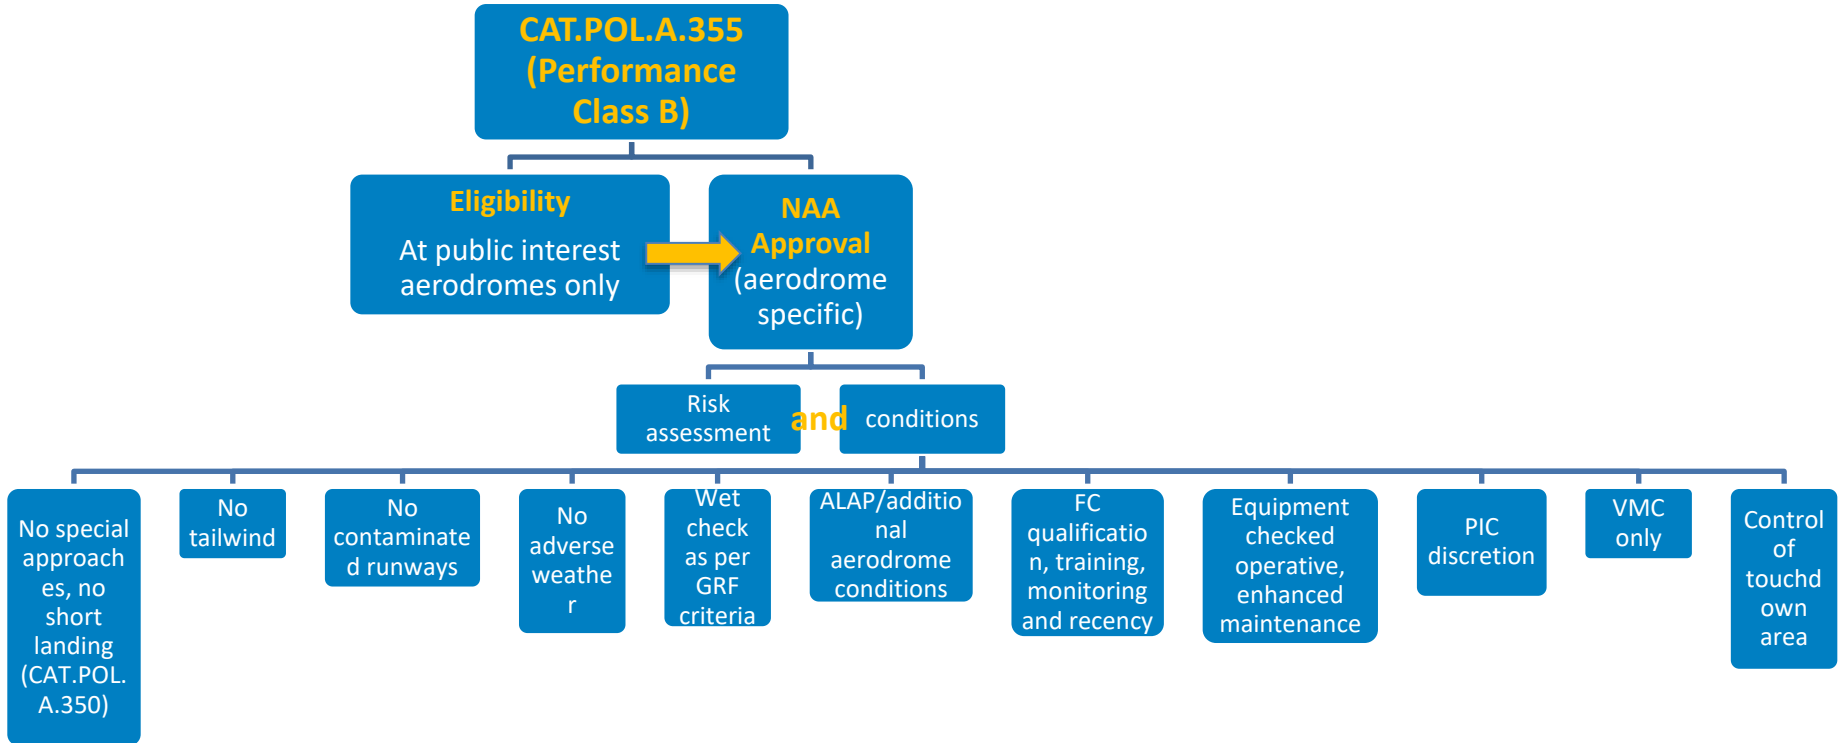 CAT.POL.A.355
(Performance
Class B)
Eligibility
At public interest
aerodromes only
NAA
Approval
(aerodrome
specific)
Risk
assessment
and
conditions
No special
approach
es, no
short
landing
(CAT.POL.
A.350)
No
tailwind
No
contaminate
d runways
No
adverse
weathe
r
Wet
check
as per
GRF
criteria
ALAP/additio
nal
aerodrome
conditions
FC
qualificatio
n, training,
monitoring
and recency
Equipment
checked
operative,
enhanced
maintenance
PIC
discretion
VMC
only
Control
of
touchd
own
area